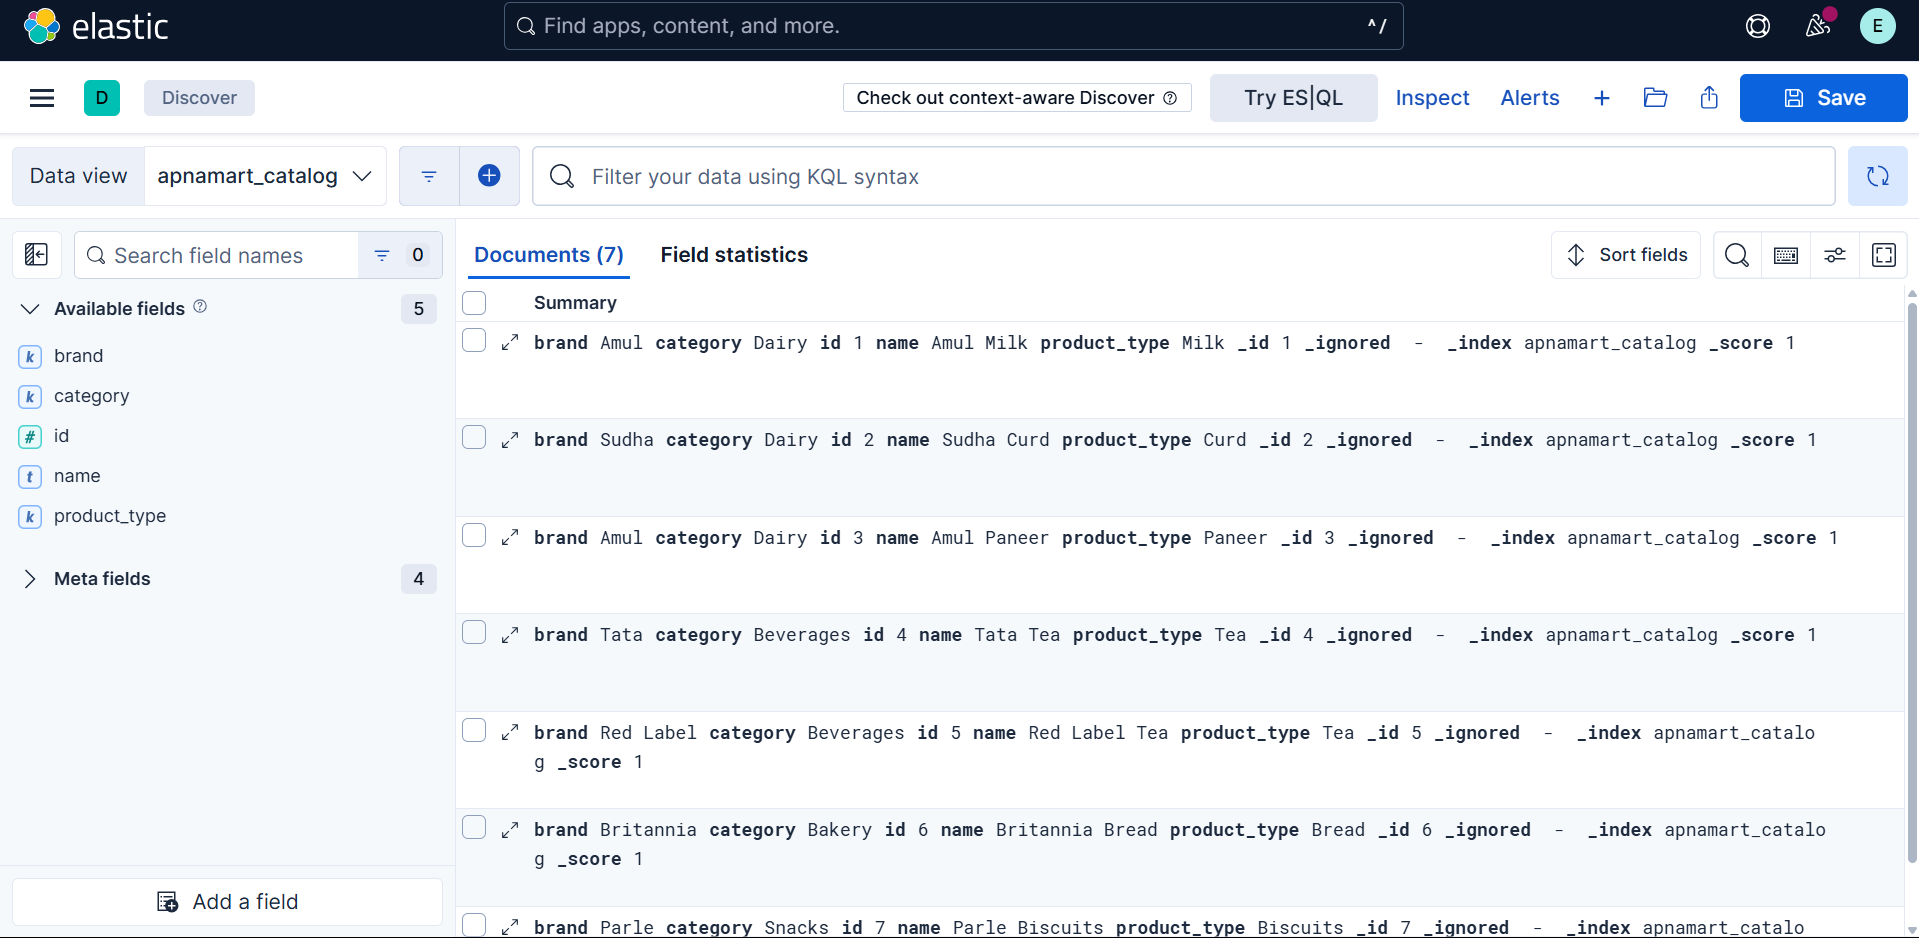 elastic
Find apps, content, and more.
^/
E
D
Discover
Check out context-aware Discover
Try ES|QL
Inspect
Alerts
Save
Data view
apnamart_catalog
Filter your data using KQL syntax
Search field names
0
Documents (7)
Field statistics
Sort fields
Available fields
5
Summary
k brand
k category
# id
t name
k product_type
Meta fields
4
Add a field
brand Amul category Dairy id 1 name Amul Milk product_type Milk _id 1 _ignored - _index apnamart_catalog _score 1
brand Sudha category Dairy id 2 name Sudha Curd product_type Curd _id 2 _ignored - _index apnamart_catalog _score 1
brand Amul category Dairy id 3 name Amul Paneer product_type Paneer _id 3 _ignored - _index apnamart_catalog _score 1
brand Tata category Beverages id 4 name Tata Tea product_type Tea _id 4 _ignored - _index apnamart_catalog _score 1
brand Red Label category Beverages id 5 name Red Label Tea product_type Tea _id 5 _ignored - _index apnamart_catalo
g _score 1
brand Britannia category Bakery id 6 name Britannia Bread product_type Bread _id 6 _ignored - _index apnamart_catalo
g _score 1
brand Parle category Snacks id 7 name Parle Biscuits product_type Biscuits _id 7 _ignored - _index apnamart_catalo